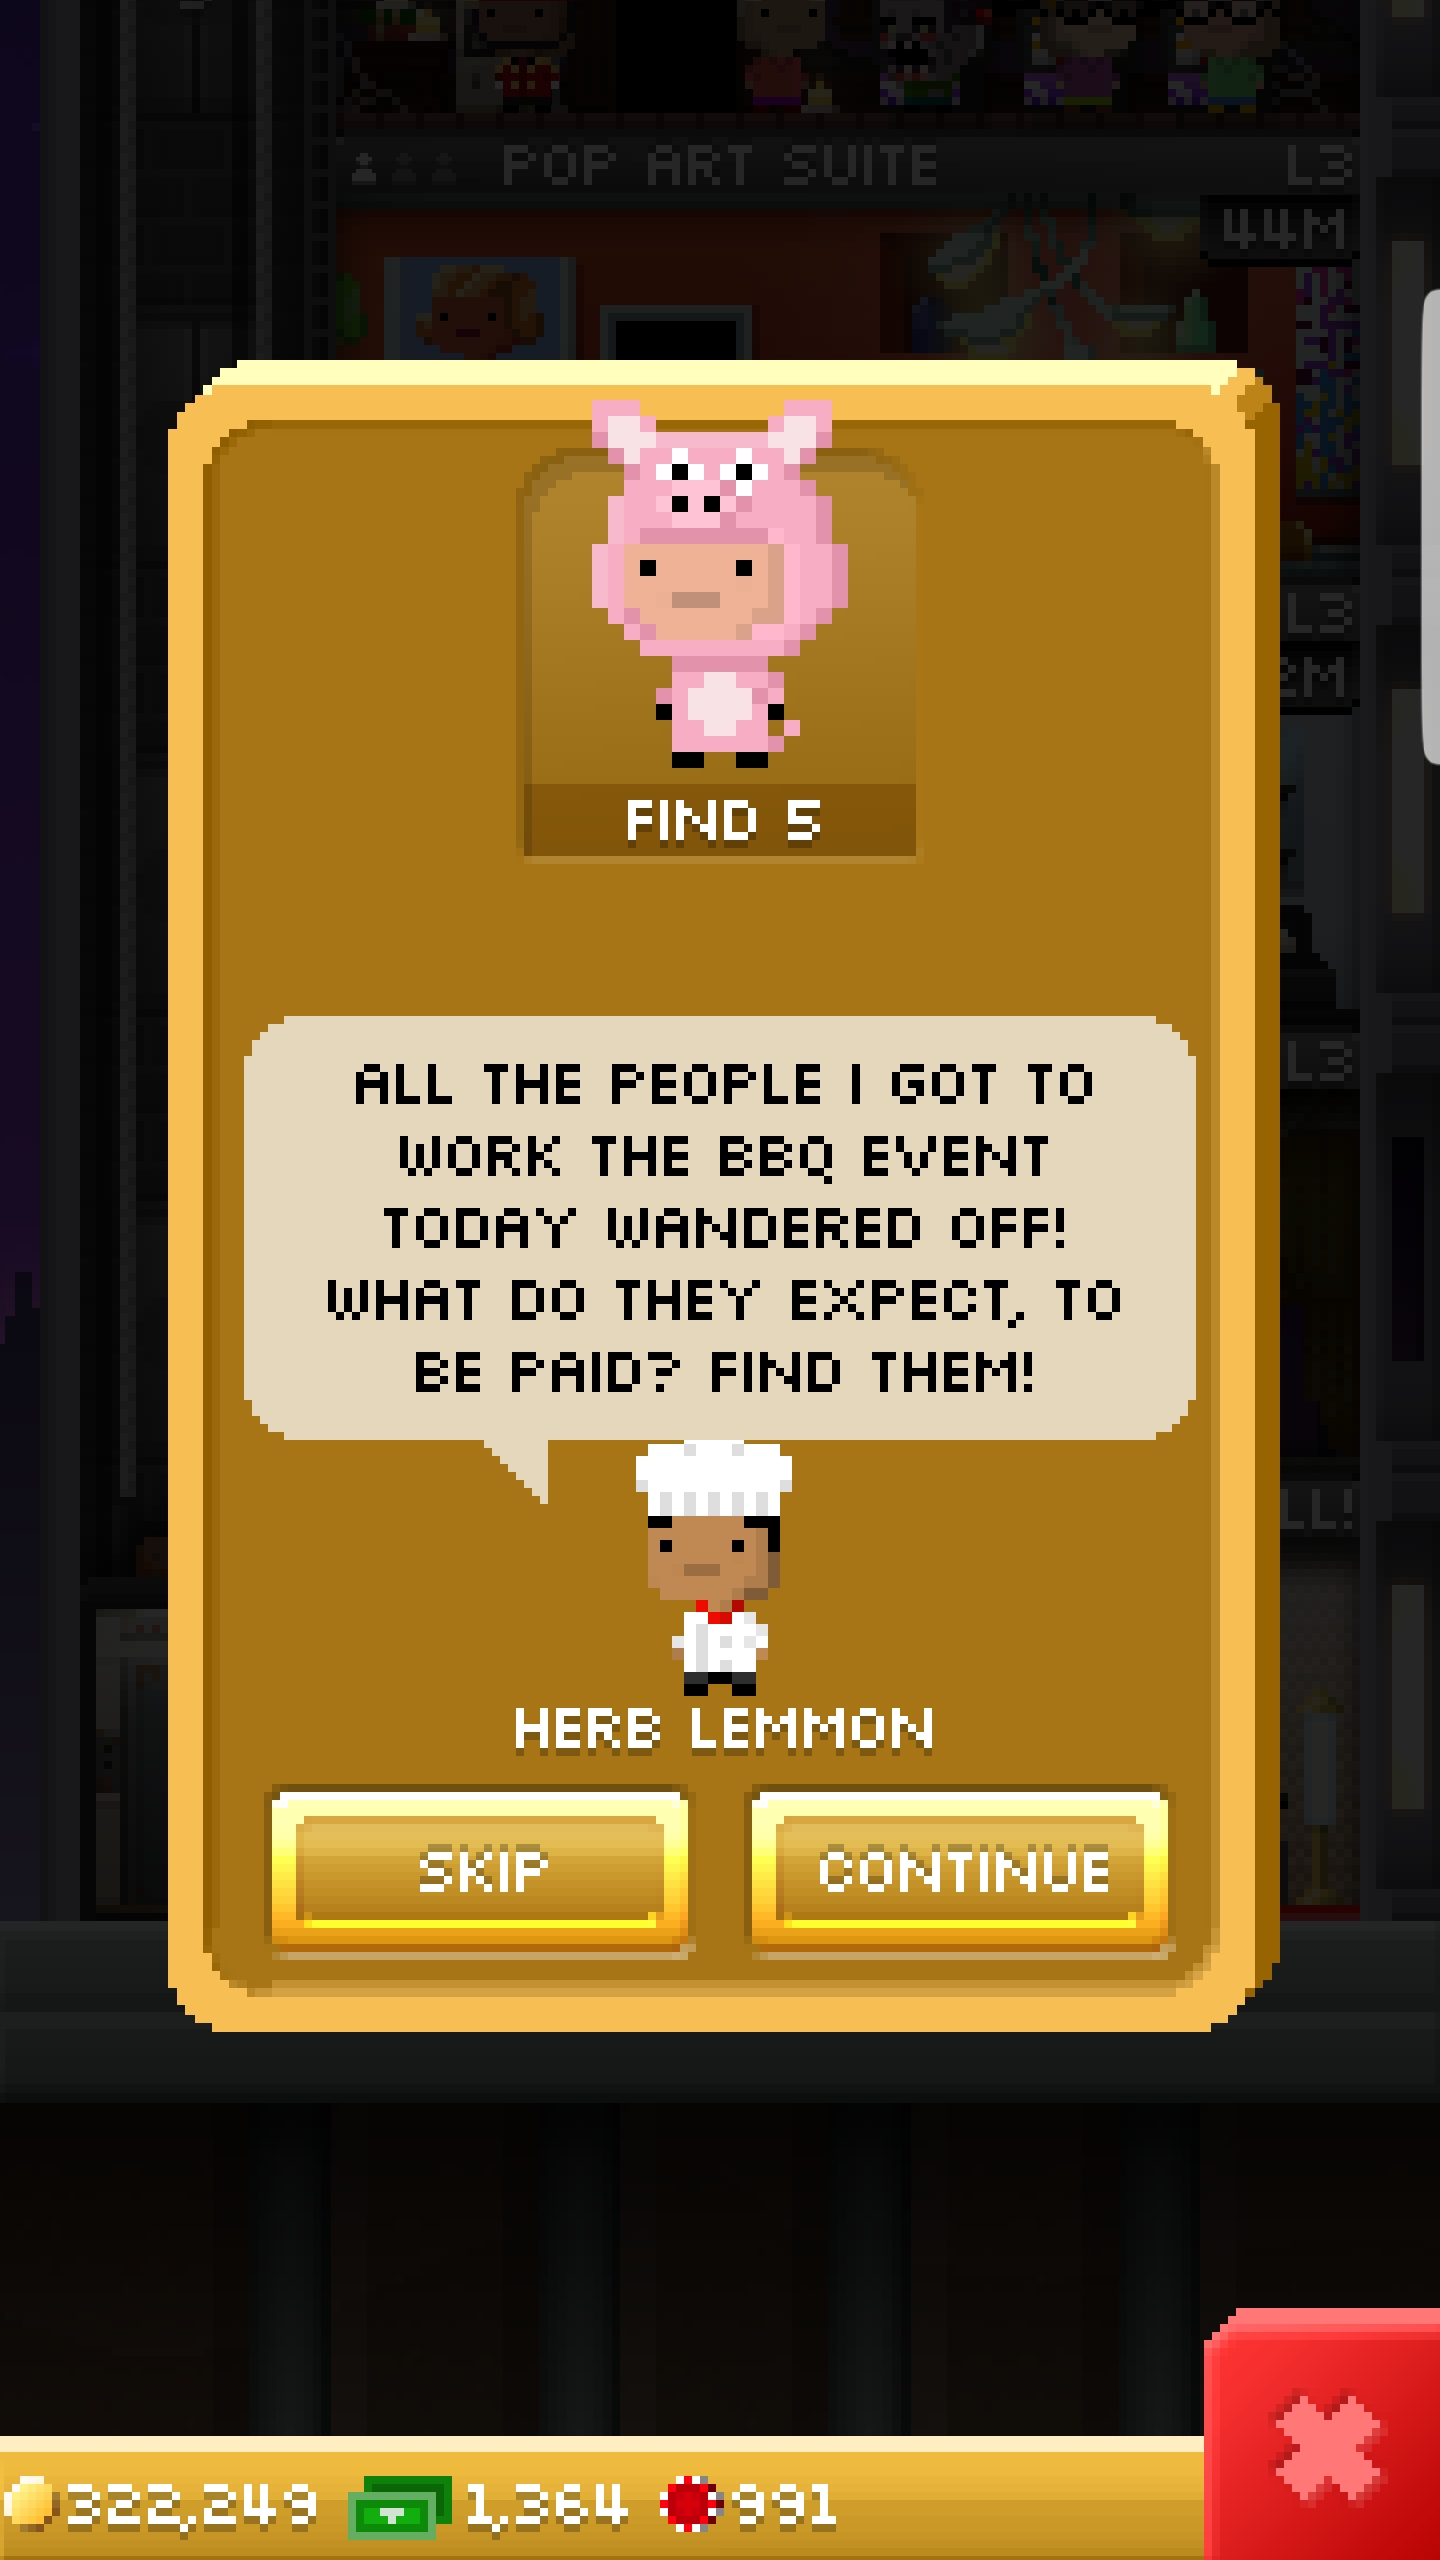 POP ART SUITE L3
44M
FIND 5
L3
2M
L3
ALL THE PEOPLE I GOT TO
WORK THE BBQ EVENT
TODAY WANDERED OFF!
WHAT DO THEY EXPECT, TO
BE PAID? FIND THEM!
LL!
HERB LEMMON
SKIP CONTINUE
322,249 1,364 991